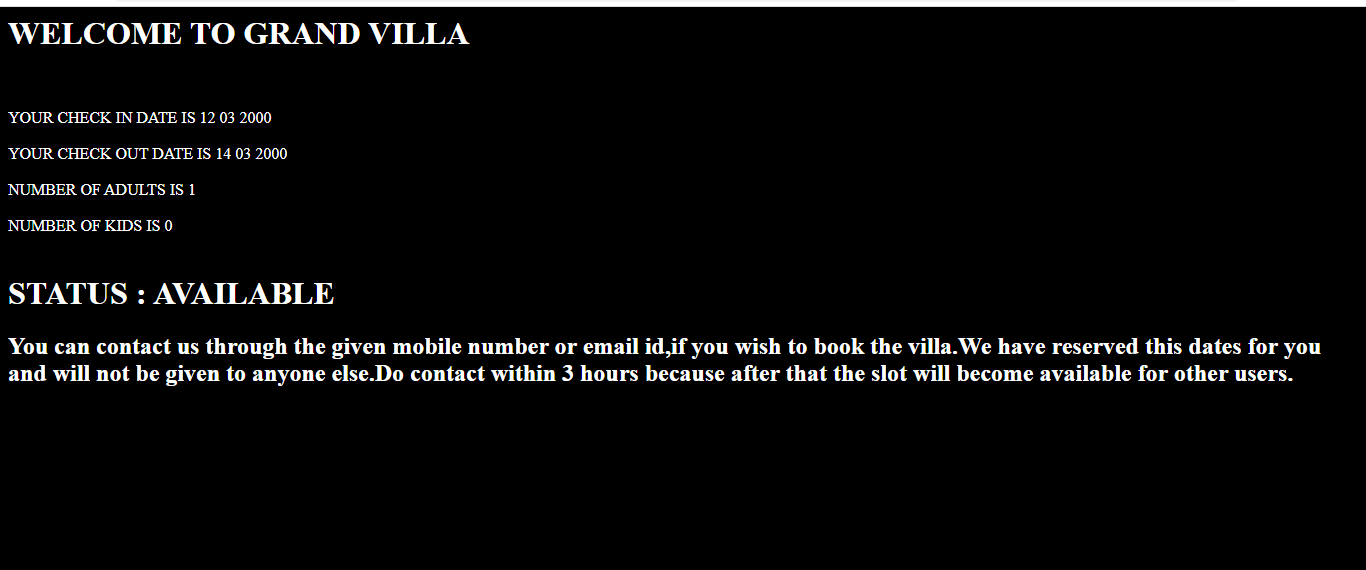 WELCOME TO GRAND VILLA
YOUR CHECK IN DATE IS 12 03 2000
YOUR CHECK OUT DATE IS 14 03 2000
NUMBER OF ADULTS IS 1
NUMBER OF KIDS IS 0
STATUS : AVAILABLE
You can contact us through the given mobile number or email id,if you wish to book the villa.We have reserved this dates for you
and will not be given to anyone else.Do contact within 3 hours because after that the slot will become available for other users.